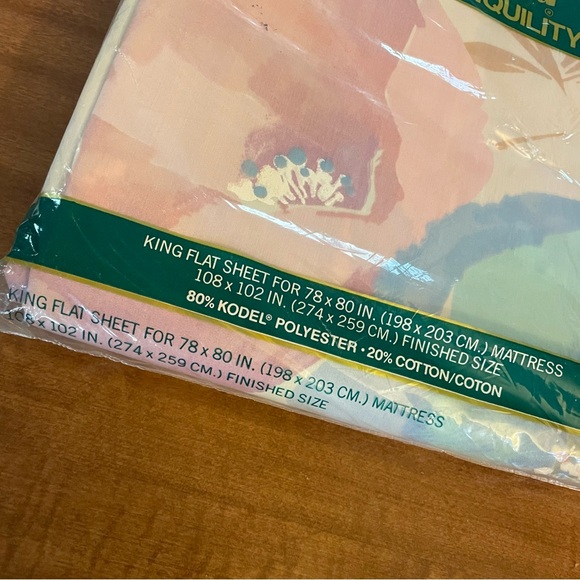 QUILITY
KING FLAT SHEET FOR 78 x 80 IN. (198 x 203 CM.) MATTRESS
108 x 102 IN. (274 x 259 CM.) FINISHED SIZE
80% KODEL® POLYESTER • 20% COTTON/COTON
KING FLAT SHEET FOR 78 x 80 IN. (198 x 203 CM.) MATTRESS
108 x 102 IN. (274 x 259 CM.) FINISHED SIZE